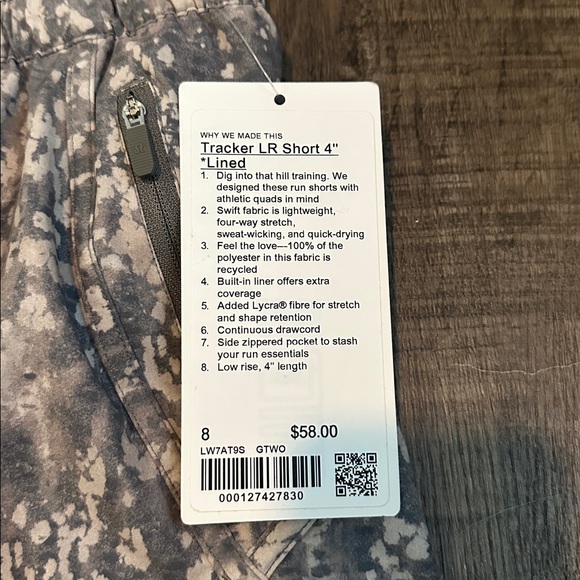 WHY WE MADE THIS
Tracker LR Short 4"
*Lined
1. Dig into that hill training. We
designed these run shorts with
athletic quads in mind
2. Swift fabric is lightweight,
four-way stretch,
sweat-wicking, and quick-drying
3. Feel the love—100% of the
polyester in this fabric is
recycled
4. Built-in liner offers extra
coverage
5. Added Lycra® fibre for stretch
and shape retention
6. Continuous drawcord
7. Side zippered pocket to stash
your run essentials
8. Low rise, 4" length
8 $58.00
LW7AT9S GTWO
000127427830